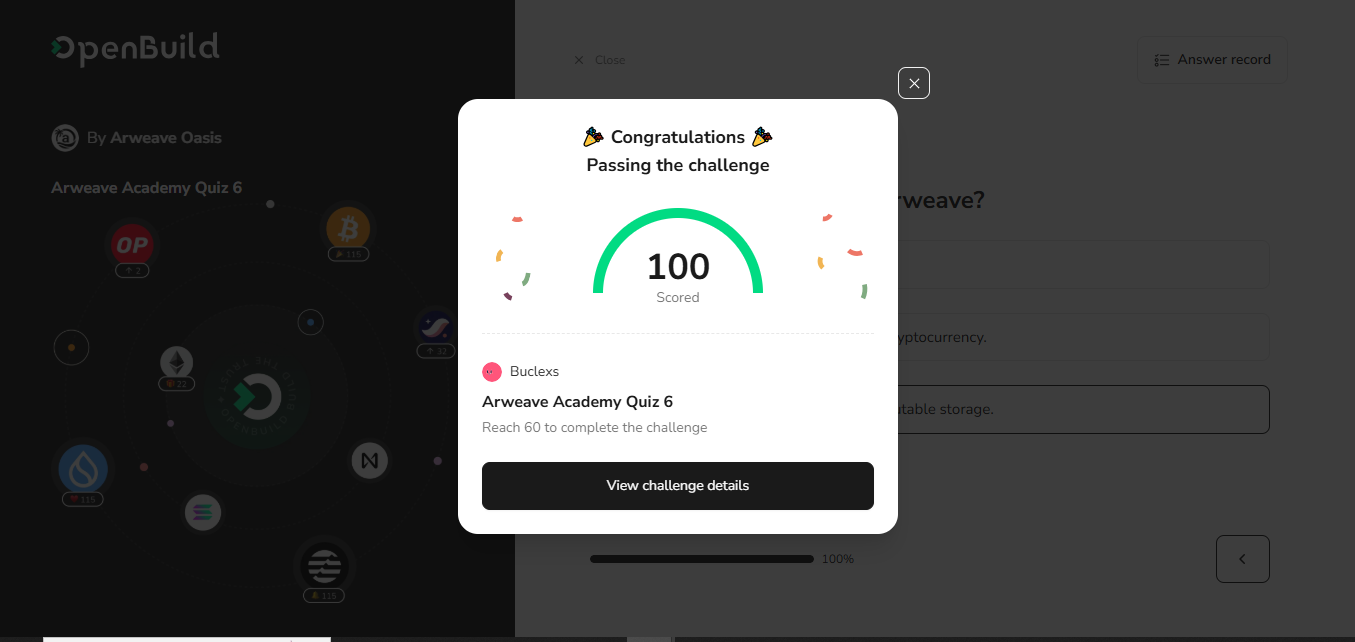 OpenBuild
Close
Answer record
By Arweave Oasis
Arweave Academy Quiz 6
Congratulations
Passing the challenge
rweave?
OP
2
115
100
Scored
32
yptocurrency.
22
Buclexs
Arweave Academy Quiz 6
utable storage.
Reach 60 to complete the challenge
115
View challenge details
100%
115